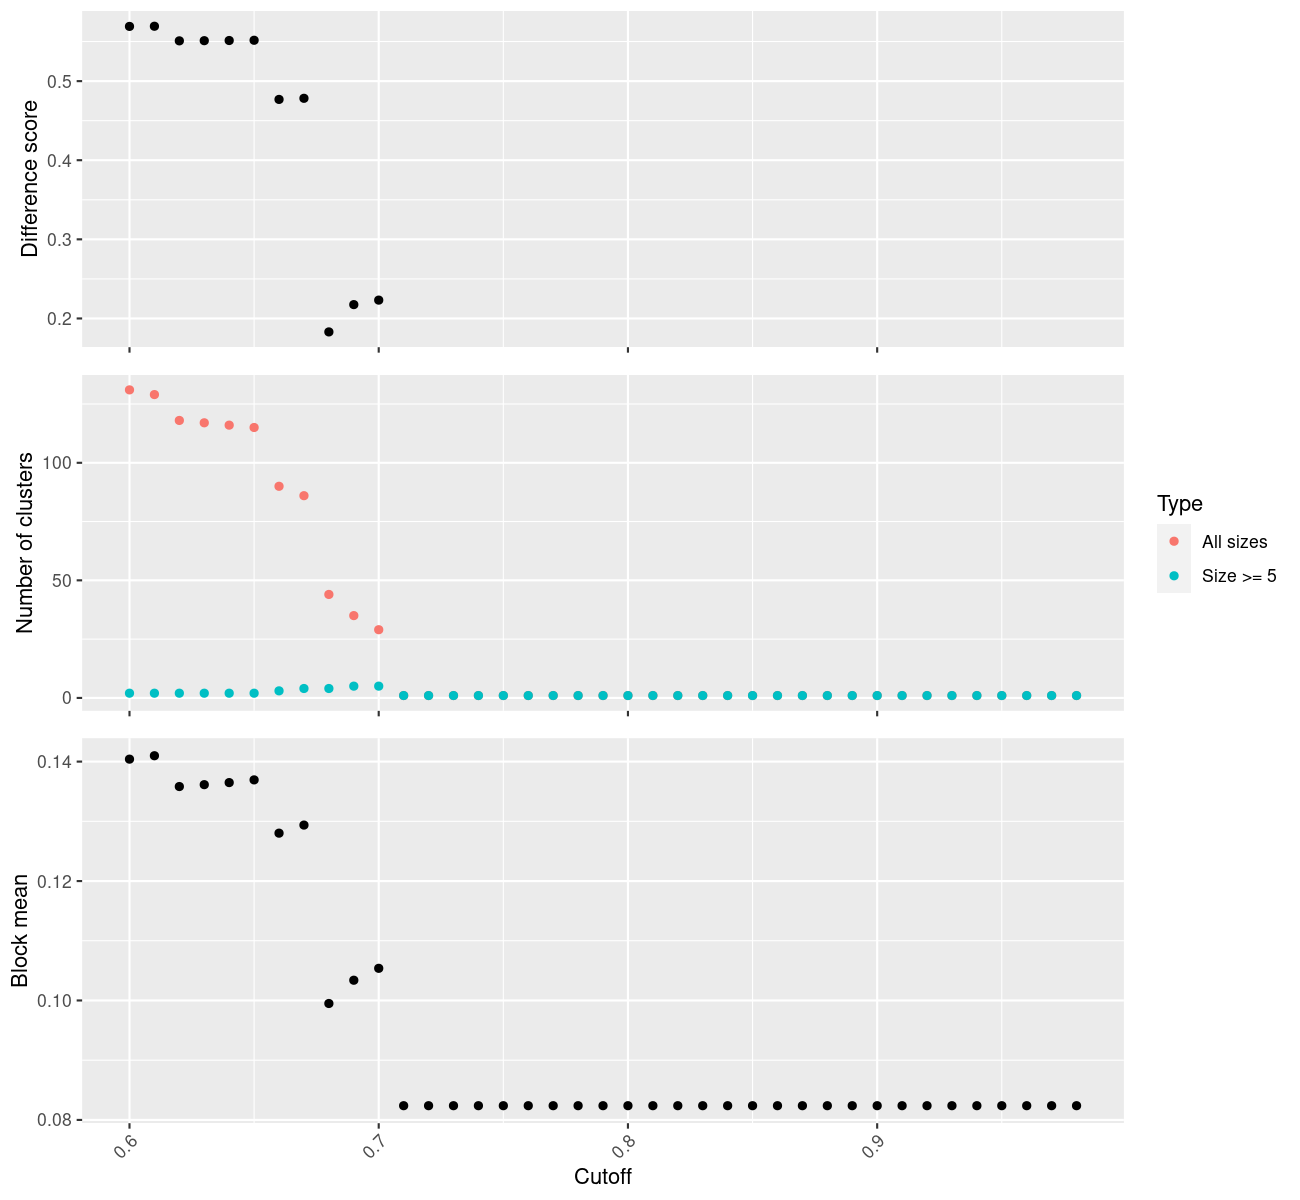 Difference score
0.5
0.4
0.3
0.2
Number of clusters
100
50
0
Type
All sizes
Size >= 5
Block mean
0.14
0.12
0.10
0.08
0.6
0.7
0.8
0.9
Cutoff